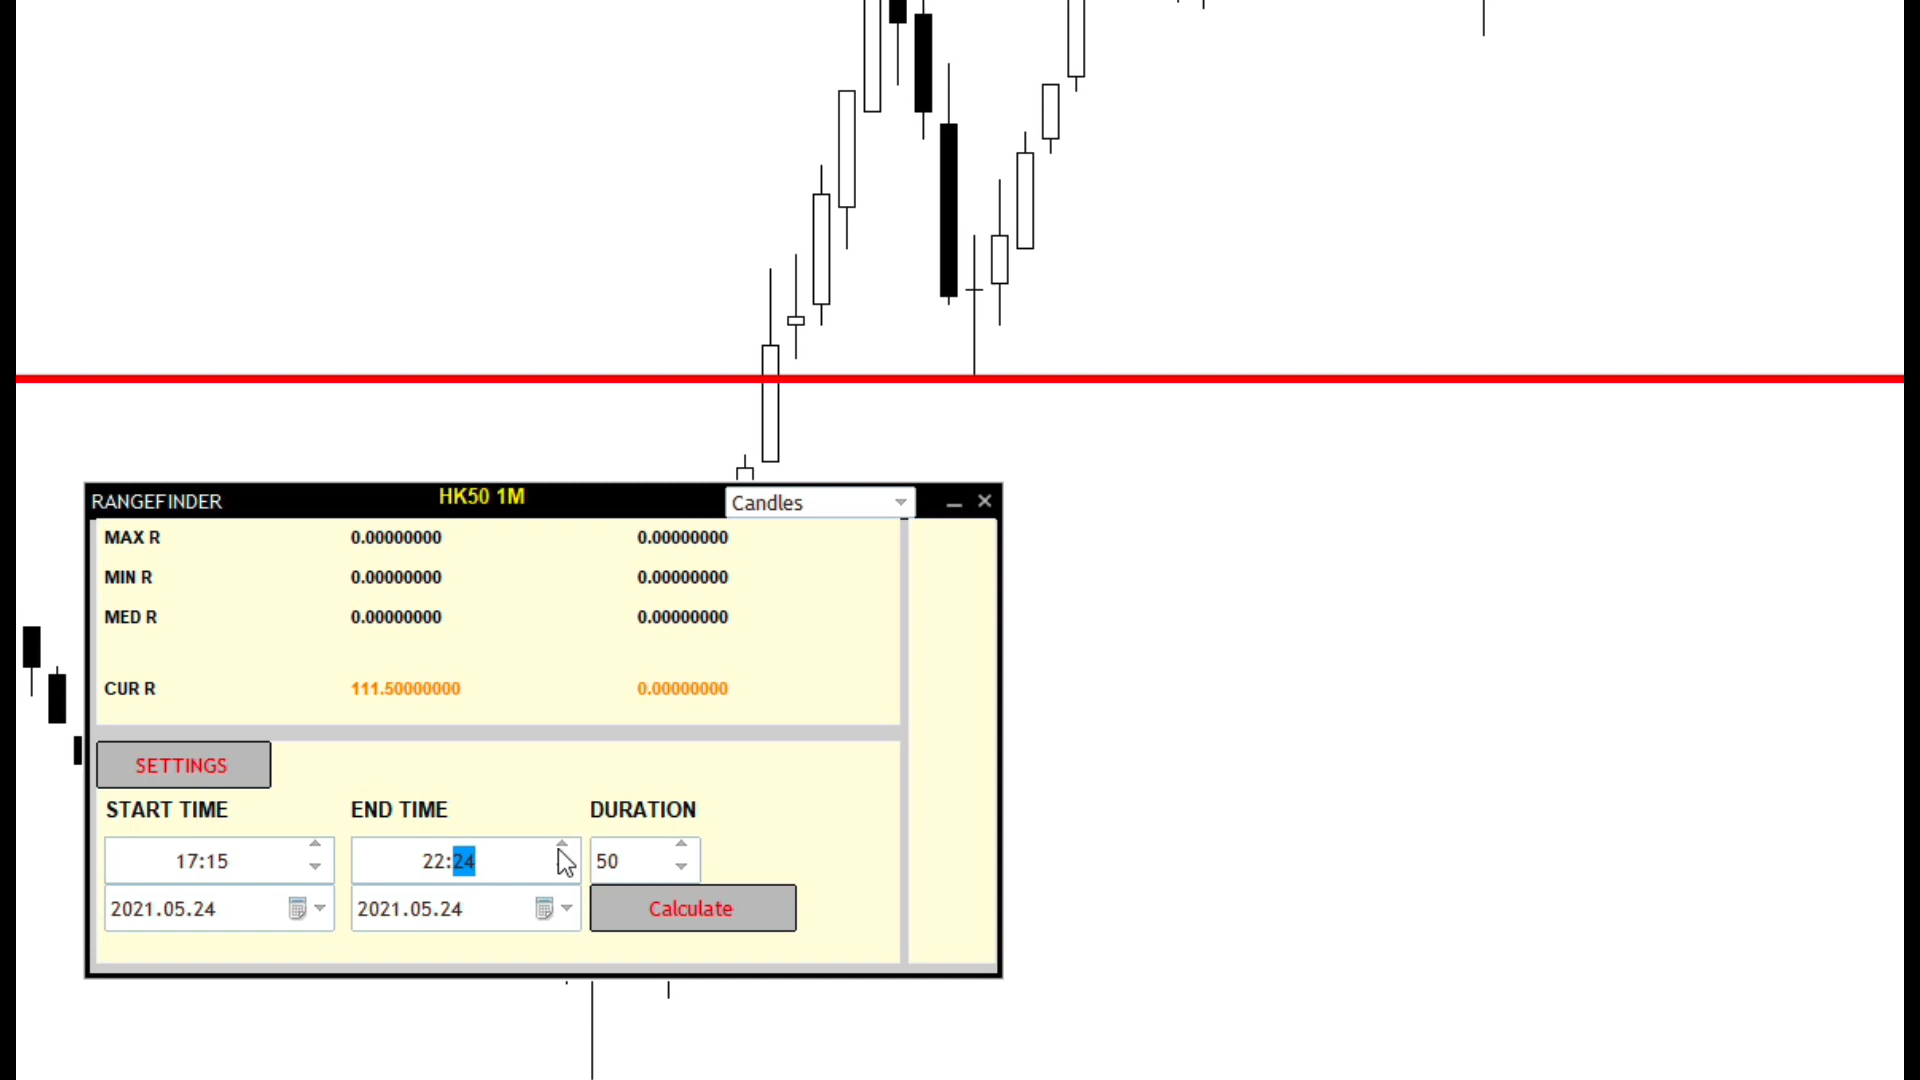 RANGEFINDER HK50 1M Candles
MAX R 0.00000000 0.00000000
MIN R 0.00000000 0.00000000
MED R 0.00000000 0.00000000
CUR R 111.50000000 0.00000000
SETTINGS
START TIME END TIME DURATION
17:15 22:24 50
2021.05.24 2021.05.24 Calculate